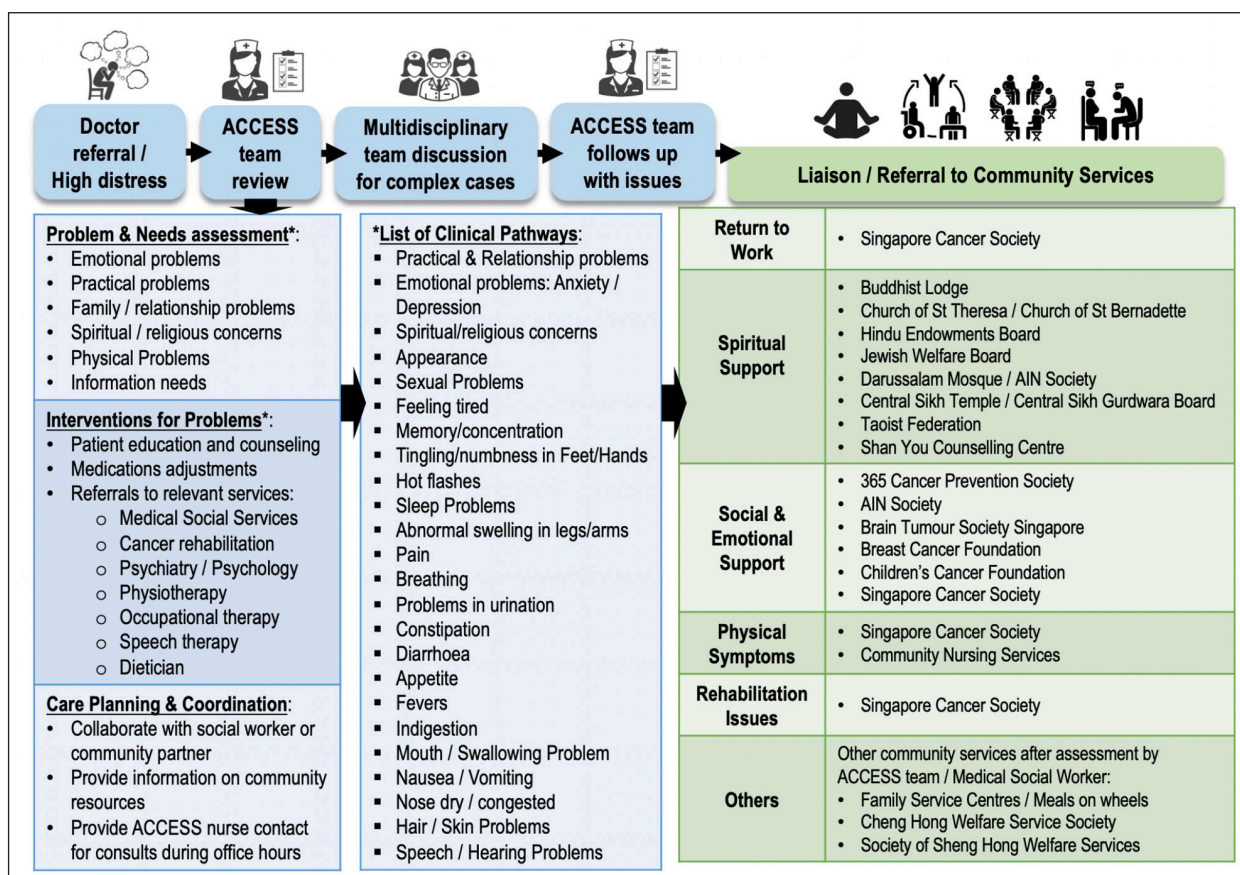 Doctor
referral /
High distress
ACCESS
team
review
Multidisciplinary
team discussion
for complex cases
ACCESS team
follows up
with issues
Liaison / Referral to Community Services
Problem & Needs assessment*:
• Emotional problems
• Practical problems
• Family / relationship problems
• Spiritual / religious concerns
• Physical Problems
• Information needs
Interventions for Problems*:
• Patient education and counseling
• Medications adjustments
• Referrals to relevant services:
o Medical Social Services
o Cancer rehabilitation
o Psychiatry / Psychology
o Physiotherapy
o Occupational therapy
o Speech therapy
o Dietician
Care Planning & Coordination:
• Collaborate with social worker or
community partner
• Provide information on community
resources
• Provide ACCESS nurse contact
for consults during office hours
*List of Clinical Pathways:
▪ Practical & Relationship problems
▪ Emotional problems: Anxiety /
Depression
▪ Spiritual/religious concerns
▪ Appearance
▪ Sexual Problems
▪ Feeling tired
▪ Memory/concentration
▪ Tingling/numbness in Feet/Hands
▪ Hot flashes
▪ Sleep Problems
▪ Abnormal swelling in legs/arms
▪ Pain
▪ Breathing
▪ Problems in urination
▪ Constipation
▪ Diarrhoea
▪ Appetite
▪ Fevers
▪ Indigestion
▪ Mouth / Swallowing Problem
▪ Nausea / Vomiting
▪ Nose dry / congested
▪ Hair / Skin Problems
▪ Speech / Hearing Problems
Return to
Work
• Singapore Cancer Society
Spiritual
Support
• Buddhist Lodge
• Church of St Theresa / Church of St Bernadette
• Hindu Endowments Board
• Jewish Welfare Board
• Darussalam Mosque / AIN Society
• Central Sikh Temple / Central Sikh Gurdwara Board
• Taoist Federation
• Shan You Counselling Centre
Social &
Emotional
Support
• 365 Cancer Prevention Society
• AIN Society
• Brain Tumour Society Singapore
• Breast Cancer Foundation
• Children's Cancer Foundation
• Singapore Cancer Society
Physical
Symptoms
• Singapore Cancer Society
• Community Nursing Services
Rehabilitation
Issues
• Singapore Cancer Society
Others
Other community services after assessment by
ACCESS team / Medical Social Worker:
• Family Service Centres / Meals on wheels
• Cheng Hong Welfare Service Society
• Society of Sheng Hong Welfare Services